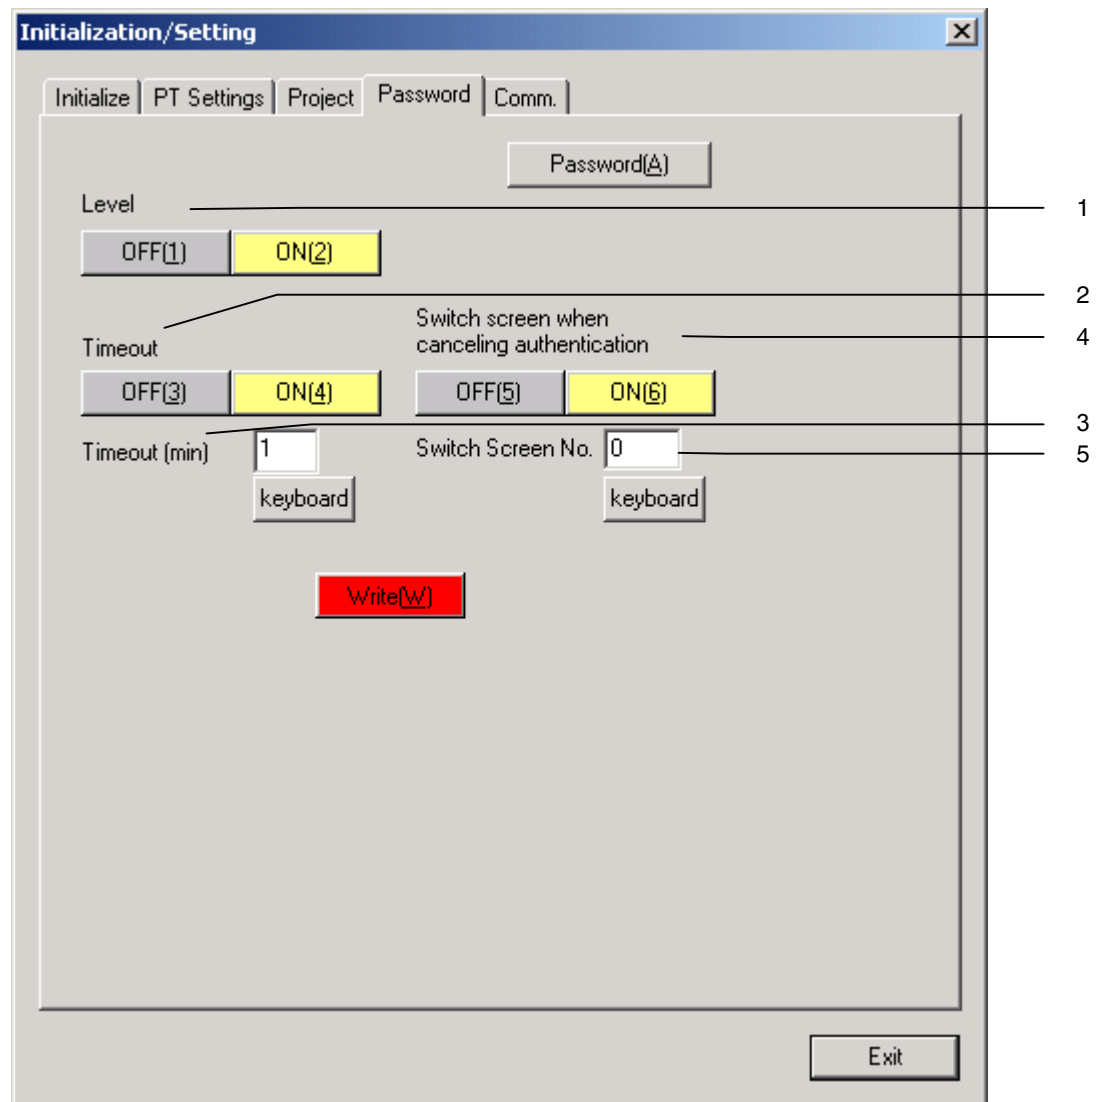 Initialization/Setting
Initialize PT Settings Project Password Comm.
Password(A)
Level 1
OFF(1) ON(2)
2
Switch screen when
canceling authentication 4
Timeout
OFF(3) ON(4) OFF(5) ON(6)
3
Timeout (min) 1 Switch Screen No. 0 5
keyboard keyboard
Write(W)
Exit